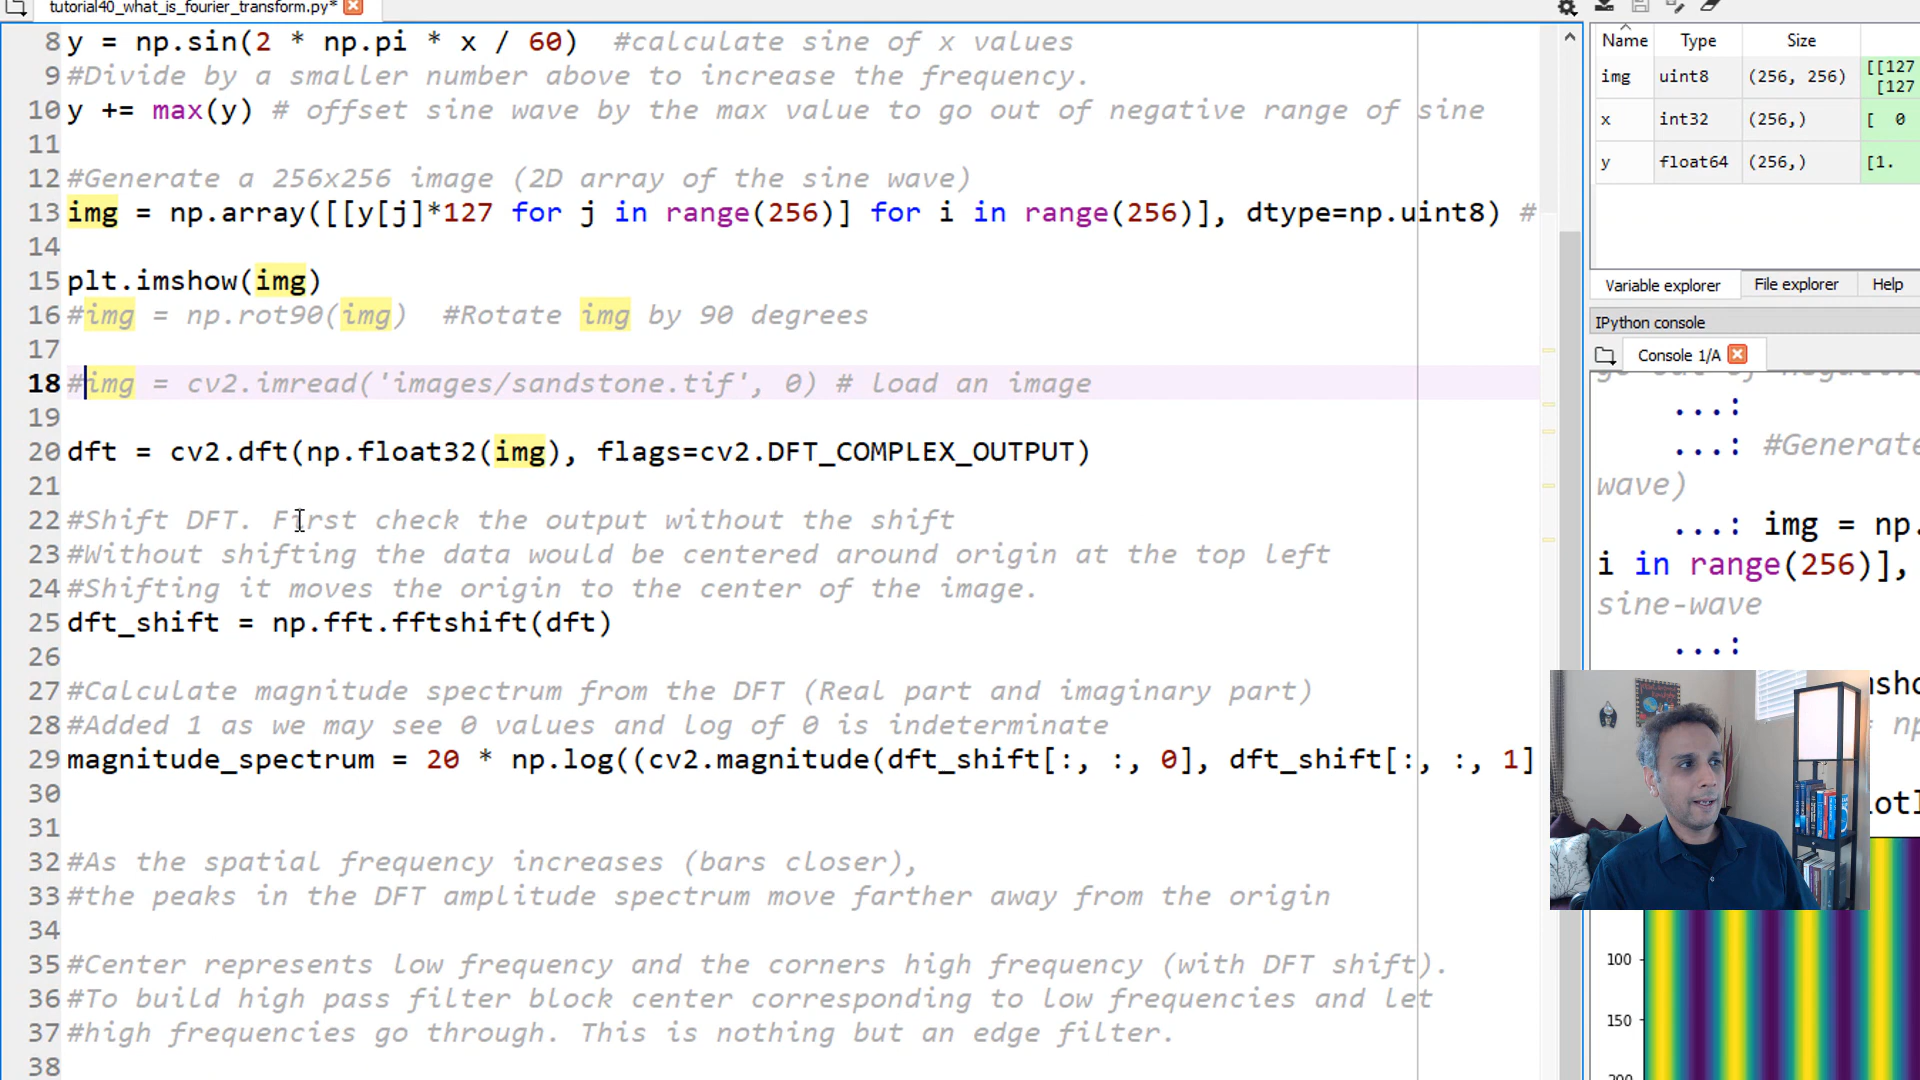 tutorial40_what_is_fourier_transform.py*
8 y = np.sin(2 * np.pi * x / 60)  #calculate sine of x values
9 #Divide by a smaller number above to increase the frequency.
10 y += max(y) # offset sine wave by the max value to go out of negative range of sine
11
12 #Generate a 256x256 image (2D array of the sine wave)
13 img = np.array([[y[j]*127 for j in range(256)] for i in range(256)], dtype=np.uint8) #
14
15 plt.imshow(img)
16 #img = np.rot90(img)  #Rotate img by 90 degrees
17
18 #img = cv2.imread('images/sandstone.tif', 0) # load an image
19
20 dft = cv2.dft(np.float32(img), flags=cv2.DFT_COMPLEX_OUTPUT)
21
22 #Shift DFT. First check the output without the shift
23 #Without shifting the data would be centered around origin at the top left
24 #Shifting it moves the origin to the center of the image.
25 dft_shift = np.fft.fftshift(dft)
26
27 #Calculate magnitude spectrum from the DFT (Real part and imaginary part)
28 #Added 1 as we may see 0 values and log of 0 is indeterminate
29 magnitude_spectrum = 20 * np.log((cv2.magnitude(dft_shift[:, :, 0], dft_shift[:, :, 1]
30
31
32 #As the spatial frequency increases (bars closer),
33 #the peaks in the DFT amplitude spectrum move farther away from the origin
34
35 #Center represents low frequency and the corners high frequency (with DFT shift).
36 #To build high pass filter block center corresponding to low frequencies and let
37 #high frequencies go through. This is nothing but an edge filter.
38
Name Type Size
img uint8 (256, 256) [[127
[127
x int32 (256,) [ 0
y float64 (256,) [1.
Variable explorer File explorer Help
IPython console
Console 1/A
...:
...: #Generate
wave)
...: img = np.
i in range(256)],
sine-wave
...:
100
150